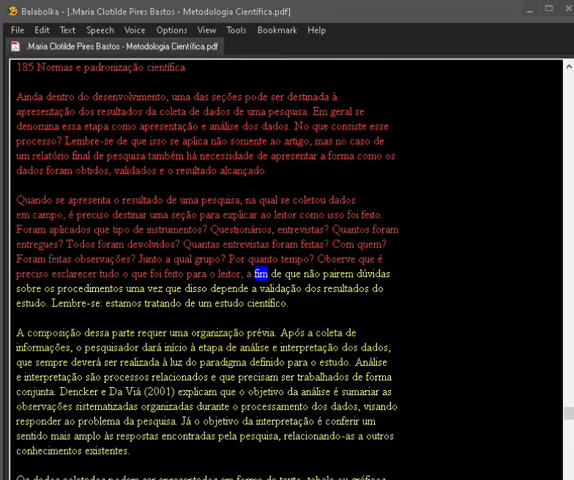 Balabolka - [.Maria Clotilde Pires Bastos - Metodologia Científica.pdf]
File Edit Text Speech Voice Options View Tools Bookmark Help
.Maria Clotilde Pires Bastos - Metodologia Científica.pdf
185 Normas e padronização científica
Ainda dentro do desenvolvimento, uma das seções pode ser destinada à
apresentação dos resultados da coleta de dados de uma pesquisa. Em geral se
denomina essa etapa como apresentação e análise dos dados. No que consiste esse
processo? Lembre-se de que isso se aplica não somente ao artigo, mas no caso de
um relatório final de pesquisa também há necessidade de apresentar a forma como os
dados foram obtidos, validados e o resultado alcançado.
Quando se apresenta o resultado de uma pesquisa, na qual se coletou dados
em campo, é preciso destinar uma seção para explicar ao leitor como isso foi feito.
Foram aplicados que tipo de instrumentos? Questionários, entrevistas? Quantos foram
entregues? Todos foram devolvidos? Quantas entrevistas foram feitas? Com quem?
Foram feitas observações? Junto a qual grupo? Por quanto tempo? Observe que é
preciso esclarecer tudo o que foi feito para o leitor, a fim de que não pairem dúvidas
sobre os procedimentos uma vez que disso depende a validação dos resultados do
estudo. Lembre-se: estamos tratando de um estudo científico.
A composição dessa parte requer uma organização prévia. Após a coleta de
informações, o pesquisador dará início à etapa de análise e interpretação dos dados,
que sempre deverá ser realizada à luz do paradigma definido para o estudo. Análise
e interpretação são processos relacionados e que precisam ser trabalhados de forma
conjunta. Dencker e Da Viá (2001) explicam que o objetivo da análise é sumariar as
observações sistematizadas organizadas durante o processamento dos dados, visando
responder ao problema da pesquisa. Já o objetivo da interpretação é conferir um
sentido mais amplo às respostas encontradas pela pesquisa, relacionando-as a outros
conhecimentos existentes.
Os dados coletados podem ser apresentados em forma de texto, tabela ou gráficos